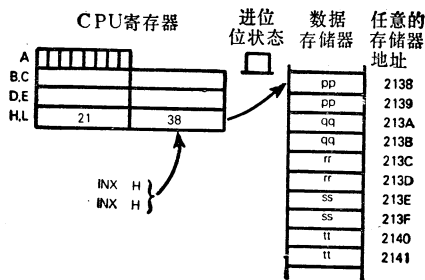 CPU寄存器
进位
位状态
数据
存储器
任意的
存储器
地址
A
B,C
D,E
H,L
21
38
INX H
INX H
pp
2138
pp
2139
qq
213A
qq
213B
rr
213C
rr
213D
ss
213E
ss
213F
tt
2140
tt
2141